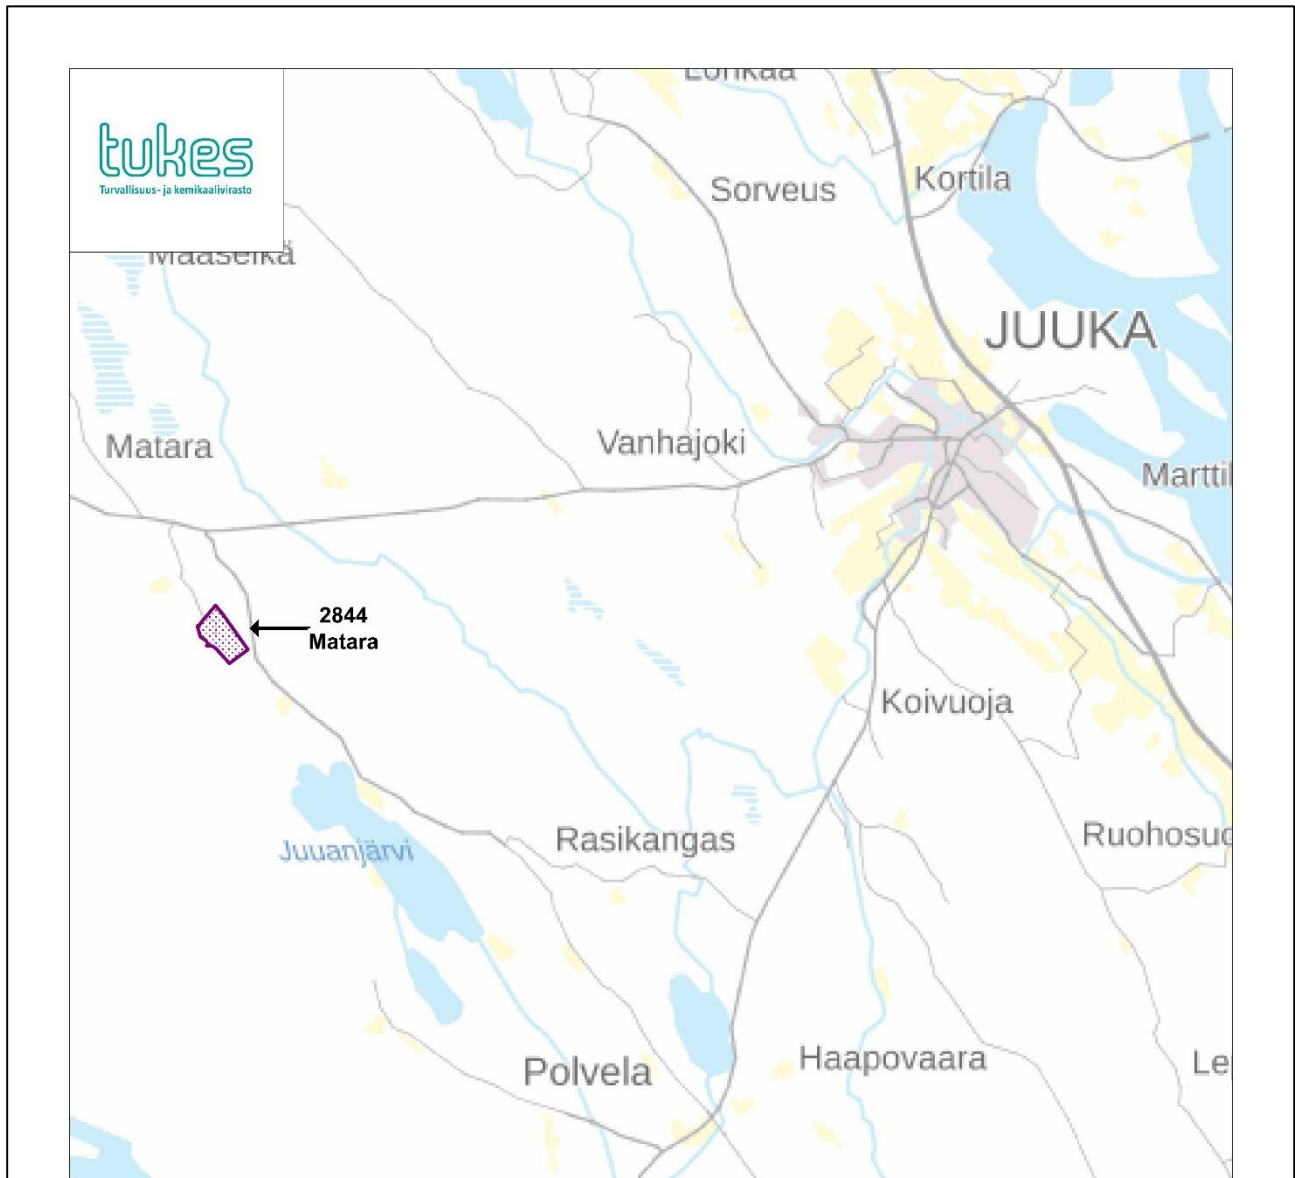 tukes
Turvallisuus- ja kemikaalivirasto
Sorveus
Kortila
Maaselkä
JUUKA
Matara
Vanhajoki
Marttil
2844
Matara
Koivuoja
Juuanjärvi
Rasikangas
Ruohosuo
Polvela
Haapovaara
Le